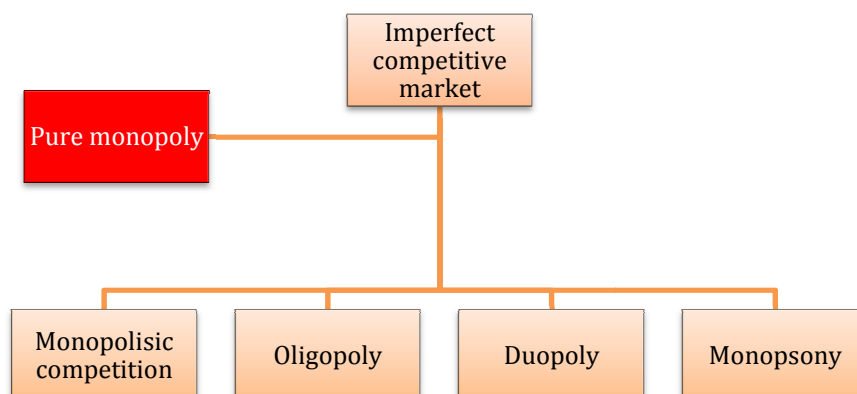 Imperfect
competitive
market
Pure monopoly
Monopolisic
competition
Oligopoly
Duopoly
Monopsony